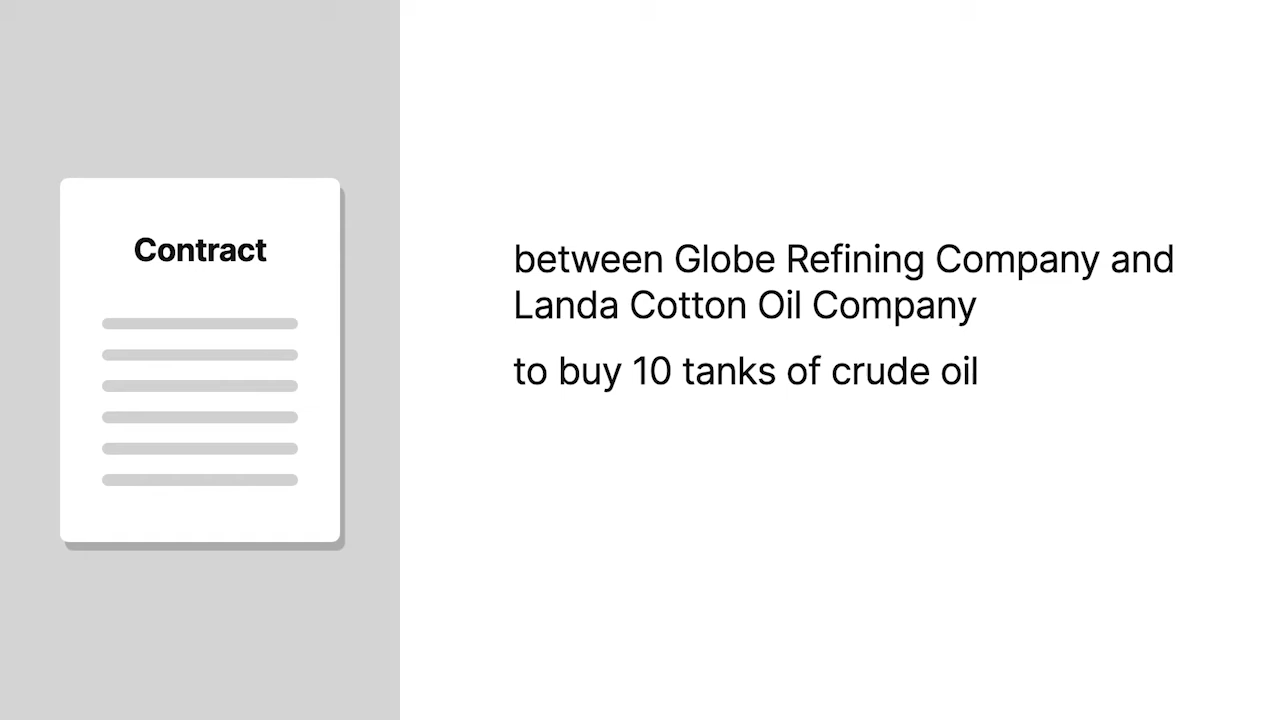 Contract
between Globe Refining Company and
Landa Cotton Oil Company
to buy 10 tanks of crude oil